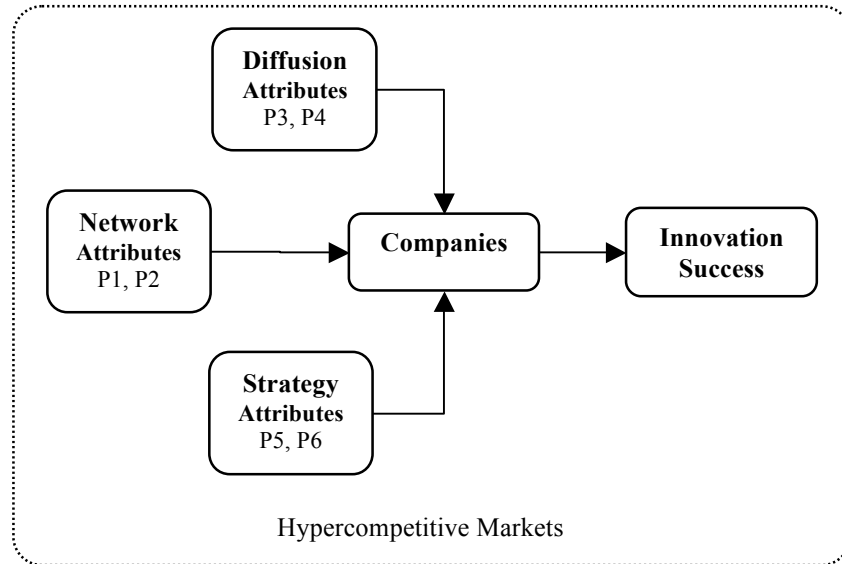 Diffusion
Attributes
P3, P4
Network
Attributes
P1, P2
Companies
Innovation
Success
Strategy
Attributes
P5, P6
Hypercompetitive Markets